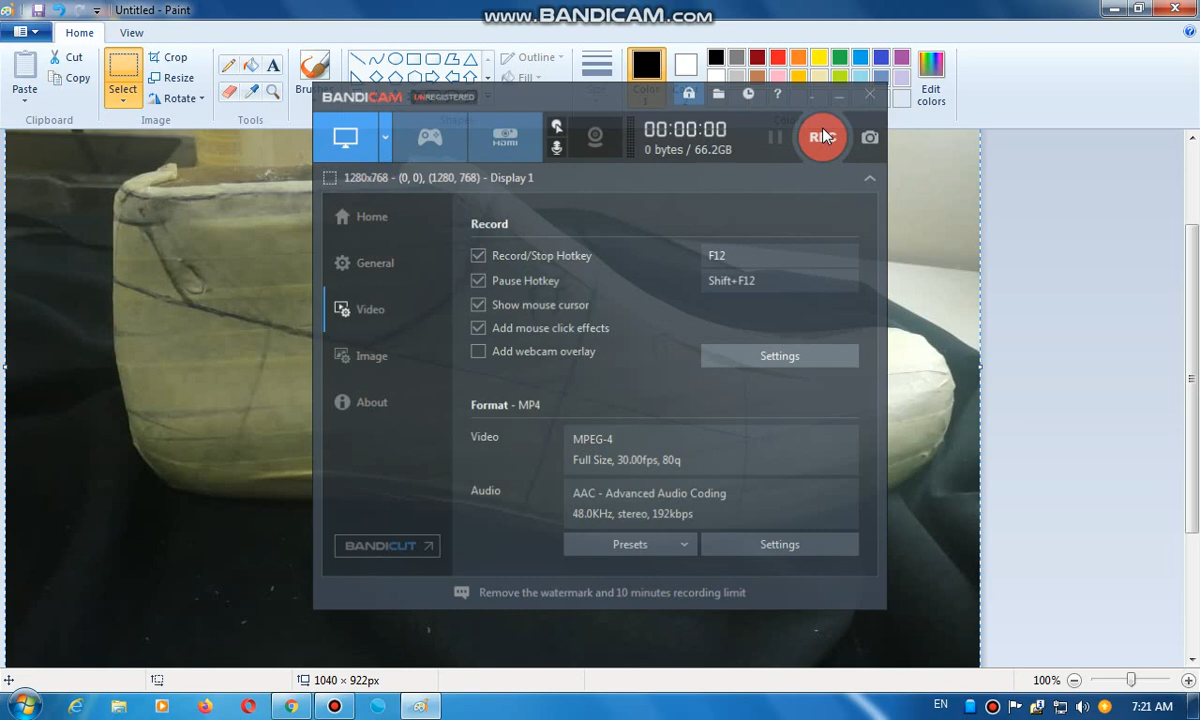 Untitled - Paint
www.BANDICAM.com
Home
View
Paste
Cut
Copy
Clipboard
Select
Crop
Resize
Rotate
Image
A
Tools
Outline
Fill
Color
1
Edit
colors
BANDICAM
UNREGISTERED
?
HDMI
00:00:00
0 bytes / 66.2GB
1280x768 - (0, 0), (1280, 768) - Display 1
Home
General
Video
Image
About
BANDICUT
Record
Record/Stop Hotkey
F12
Pause Hotkey
Shift+F12
Show mouse cursor
Add mouse click effects
Add webcam overlay
Settings
Format - MP4
Video
MPEG-4
Full Size, 30.00fps, 80q
Audio
AAC - Advanced Audio Coding
48.0KHz, stereo, 192kbps
Presets
Settings
Remove the watermark and 10 minutes recording limit
1040 × 922px
100%
EN
7:21 AM